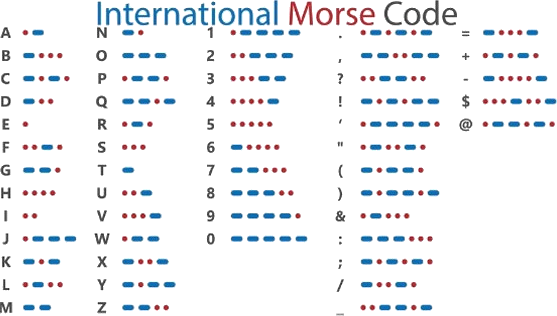 International Morse Code
A N 1 . =
B O 2 , +
C P 3 ? -
D Q 4 ! $
E R 5 ‘ @
F S 6 "
G T 7 (
H U 8 )
I V 9 &
J W 0 :
K X ;
L Y /
M Z _